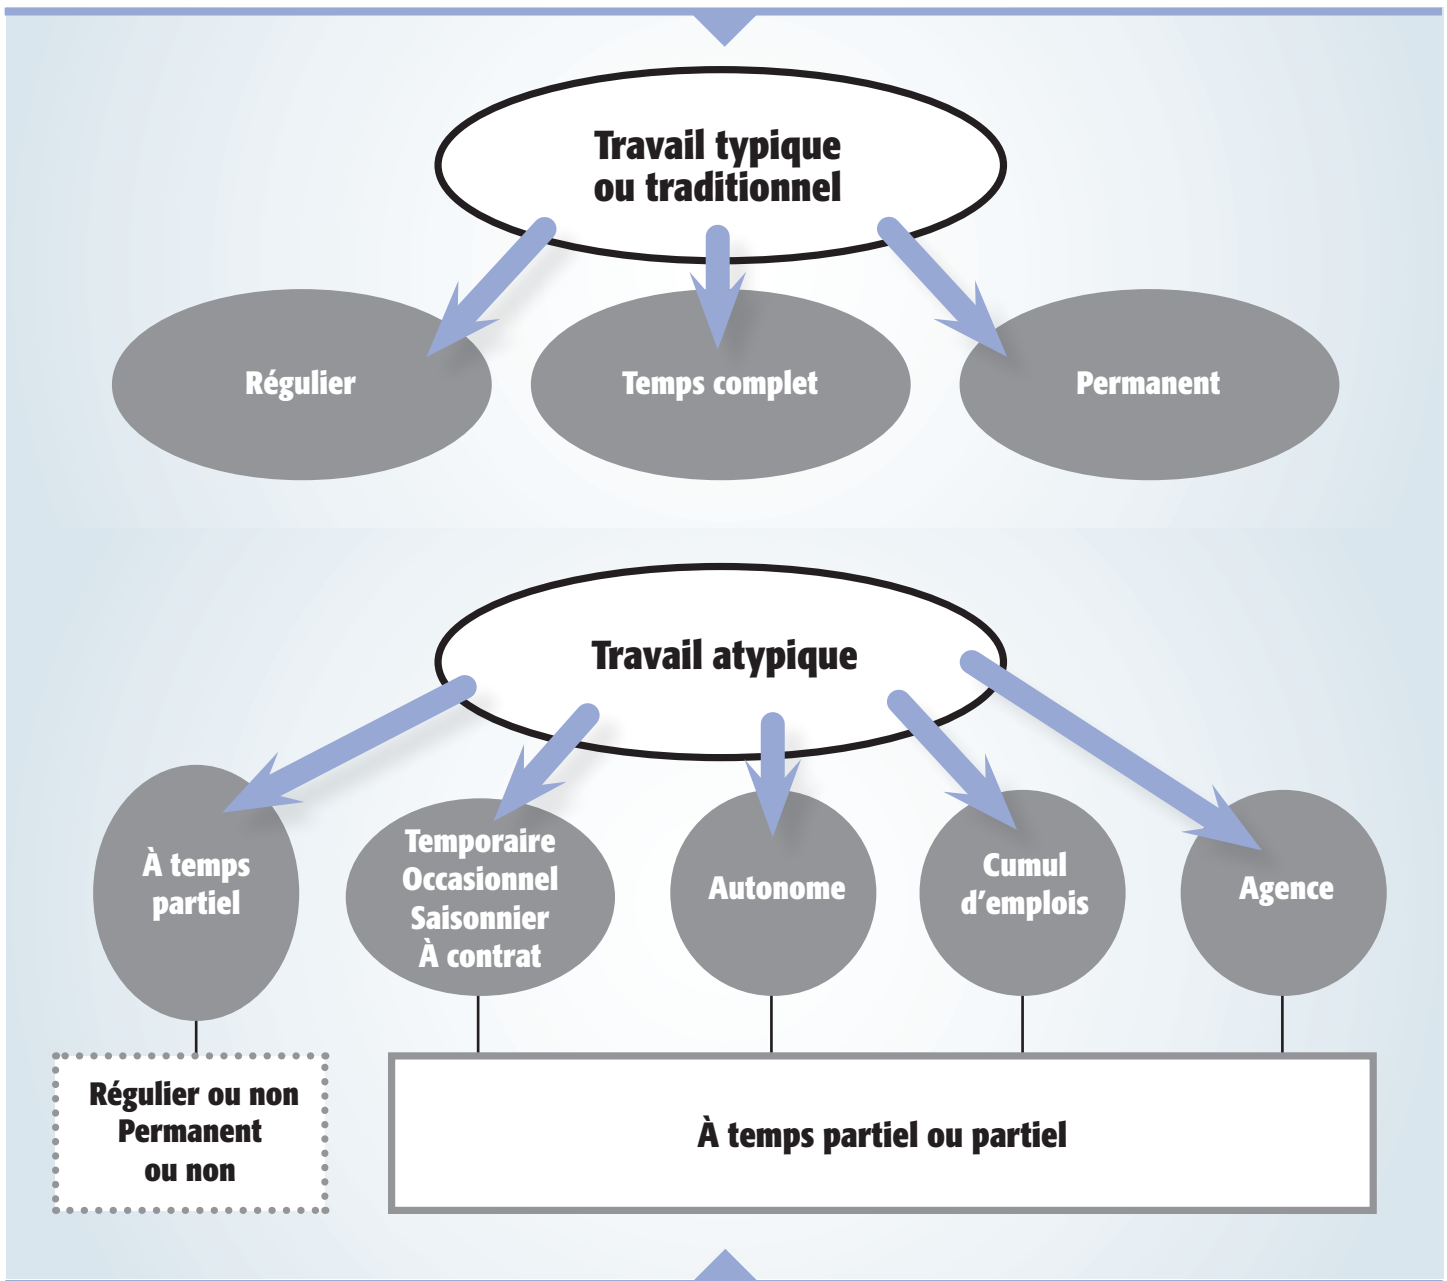 Travail typique
ou traditionnel
Régulier
Temps complet
Permanent
Travail atypique
À temps
partiel
Temporaire
Occasionnel
Saisonnier
À contrat
Autonome
Cumul
d'emplois
Agence
Régulier ou non
Permanent
ou non
À temps partiel ou partiel